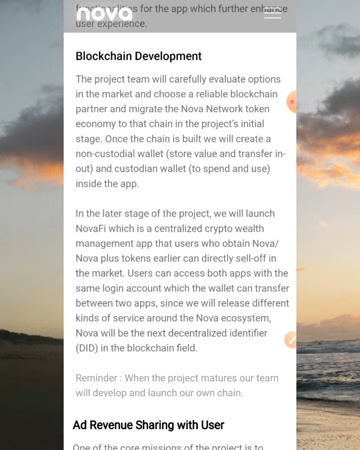 nova
functionalities for the app which further enhance
user experience.
Blockchain Development
The project team will carefully evaluate options
in the market and choose a reliable blockchain
partner and migrate the Nova Network token
economy to that chain in the project's initial
stage. Once the chain is built we will create a
non-custodial wallet (store value and transfer in-
out) and custodian wallet (to spend and use)
inside the app.
In the later stage of the project, we will launch
NovaFi which is a centralized crypto wealth
management app that users who obtain Nova/
Nova plus tokens earlier can directly sell-off in
the market. Users can access both apps with the
same login account which the wallet can transfer
between two apps, since we will release different
kinds of service around the Nova ecosystem,
Nova will be the next decentralized identifier
(DID) in the blockchain field.
Reminder : When the project matures our team
will develop and launch our own chain.
Ad Revenue Sharing with User
One of the core missions of the project is to